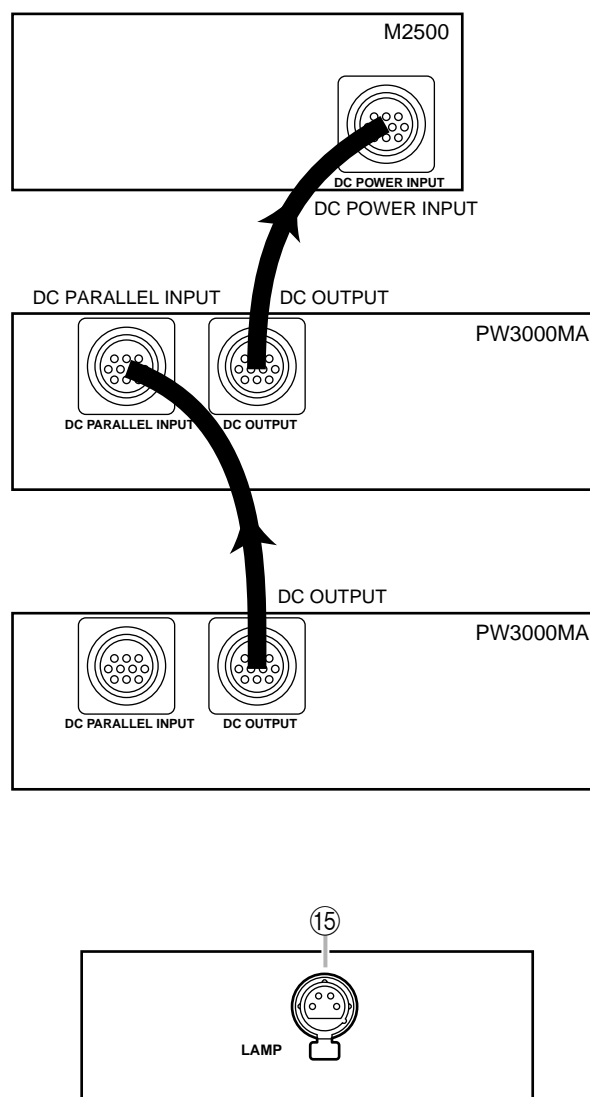 M2500
DC POWER INPUT
DC POWER INPUT
DC PARALLEL INPUT
DC OUTPUT
PW3000MA
DC PARALLEL INPUT
DC OUTPUT
DC OUTPUT
PW3000MA
DC PARALLEL INPUT
DC OUTPUT
⑮
LAMP